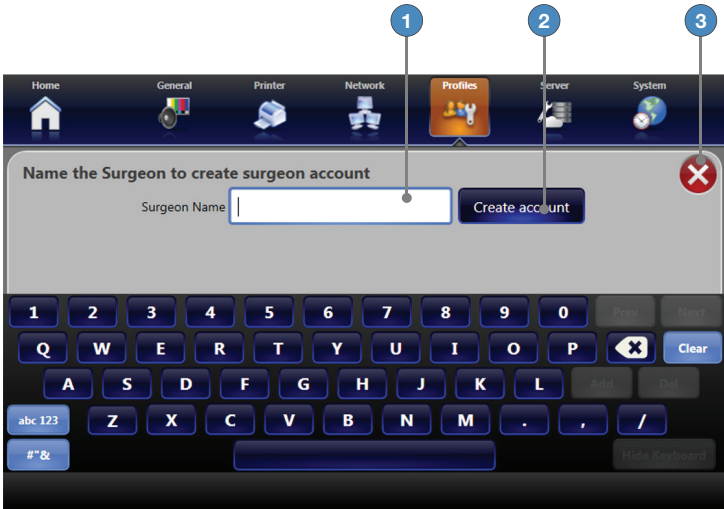 1 2 3
Home General Printer Network Profiles Server System
Name the Surgeon to create surgeon account
Surgeon Name Create account
1 2 3 4 5 6 7 8 9 0 Prev Next
Q W E R T Y U I O P Clear
A S D F G H J K L Add Del
abc 123 Z X C V B N M . , /
#"& Hide Keyboard